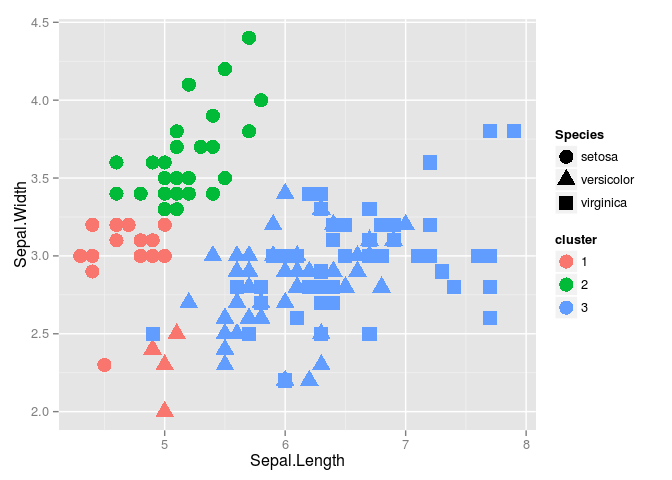 4.5
4.0
3.5
3.0
2.5
2.0
Sepal.Width
5 6 7 8
Sepal.Length
Species
setosa
versicolor
virginica
cluster
1
2
3